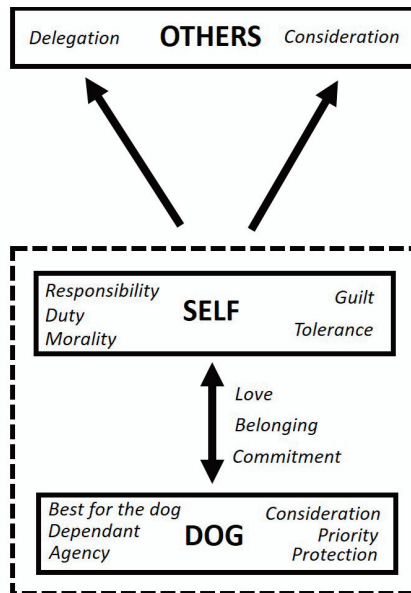 Delegation OTHERS Consideration
Responsibility
Duty
Morality
SELF
Guilt
Tolerance
Love
Belonging
Commitment
Best for the dog
Dependant
Agency
DOG
Consideration
Priority
Protection